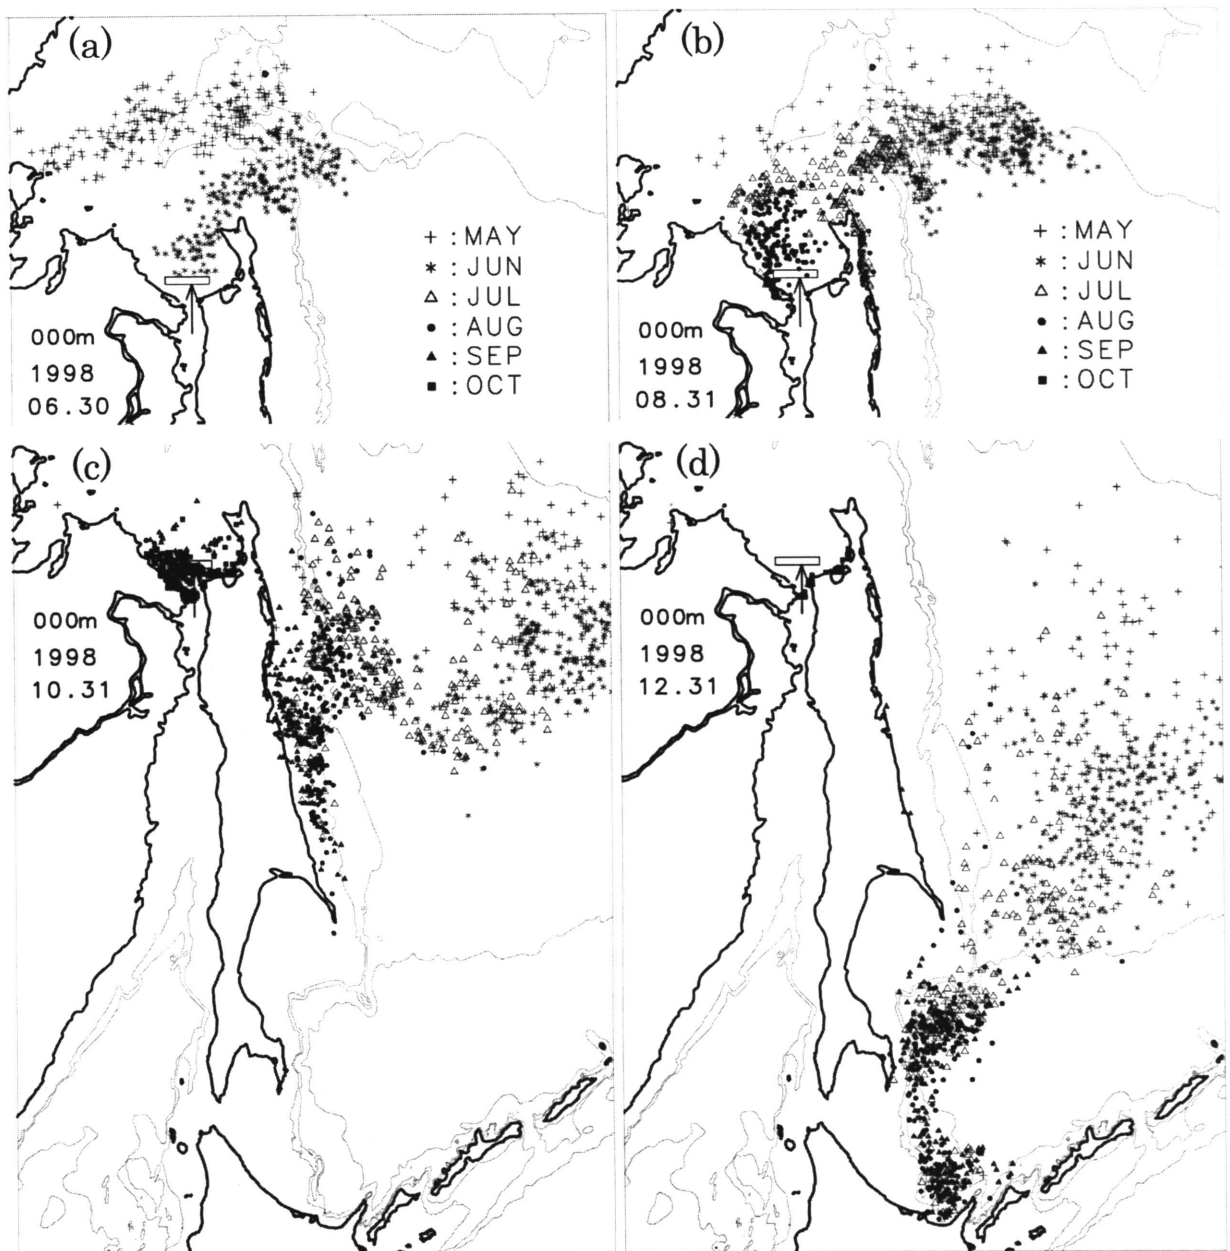 (a)
+ : MAY
* : JUN
△ : JUL
● : AUG
▲ : SEP
■ : OCT
000m
1998
06.30
(b)
+ : MAY
* : JUN
△ : JUL
● : AUG
▲ : SEP
■ : OCT
000m
1998
08.31
(c)
000m
1998
10.31
(d)
000m
1998
12.31